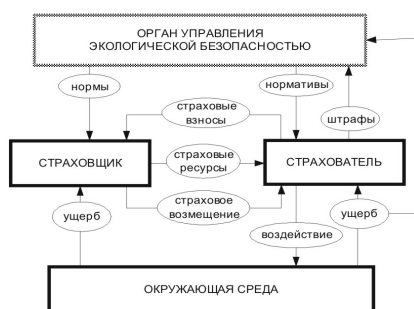 ОРГАН УПРАВЛЕНИЯ
ЭКОЛОГИЧЕСКОЙ БЕЗОПАСНОСТЬЮ
нормы
нормативы
страховые
взносы
штрафы
СТРАХОВЩИК
страховые
ресурсы
СТРАХОВАТЕЛЬ
страховое
возмещение
ущерб
ущерб
воздействие
ОКРУЖАЮЩАЯ СРЕДА